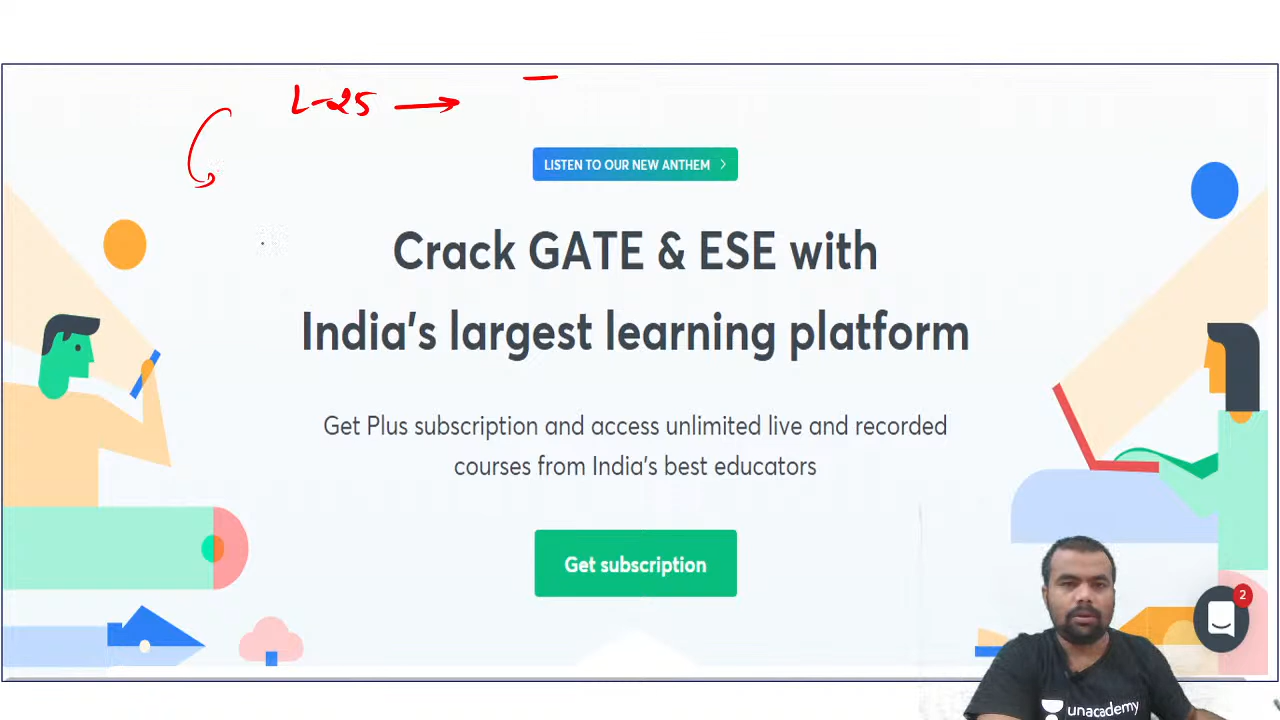 L-25 →
LISTEN TO OUR NEW ANTHEM >
Crack GATE & ESE with
India's largest learning platform
Get Plus subscription and access unlimited live and recorded
courses from India's best educators
Get subscription
2
unacademy